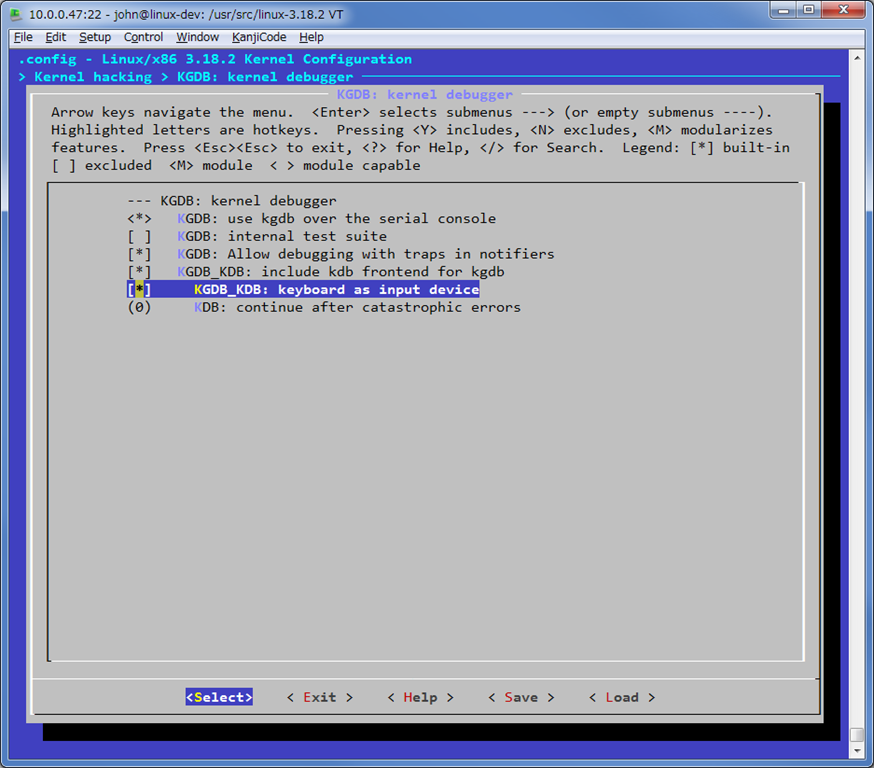 10.0.0.47:22 - john@linux-dev: /usr/src/linux-3.18.2 VT
File Edit Setup Control Window KanjiCode Help
.config - Linux/x86 3.18.2 Kernel Configuration
> Kernel hacking > KGDB: kernel debugger
KGDB: kernel debugger
Arrow keys navigate the menu. <Enter> selects submenus ---> (or empty submenus ----).
Highlighted letters are hotkeys. Pressing <Y> includes, <N> excludes, <M> modularizes
features. Press <Esc><Esc> to exit, <?> for Help, </> for Search. Legend: [*] built-in
[ ] excluded <M> module < > module capable
--- KGDB: kernel debugger
<*> KGDB: use kgdb over the serial console
[ ] KGDB: internal test suite
[*] KGDB: Allow debugging with traps in notifiers
[*] KGDB_KDB: include kdb frontend for kgdb
[*] KGDB_KDB: keyboard as input device
(0) KDB: continue after catastrophic errors
<Select> < Exit > < Help > < Save > < Load >